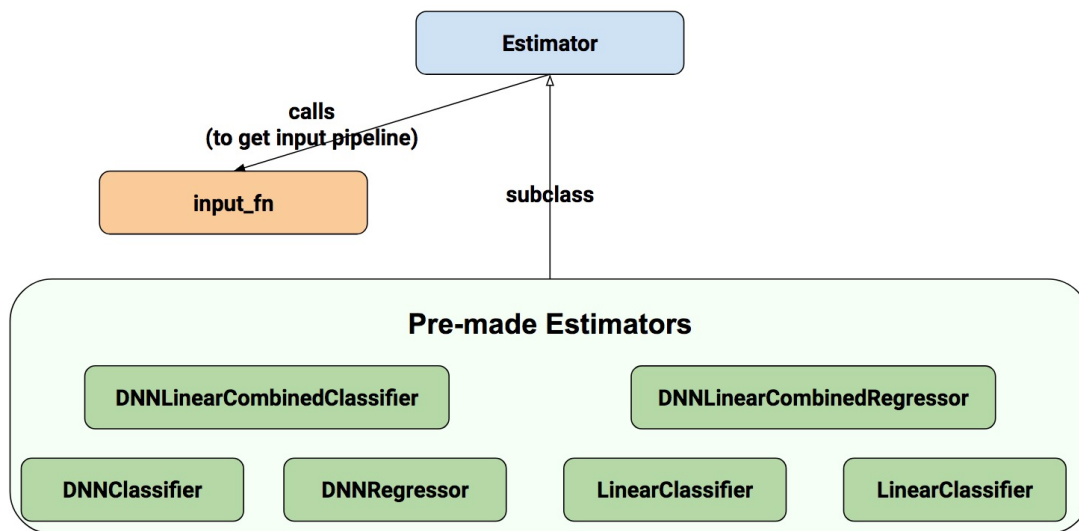 Estimator
calls
(to get input pipeline)
input_fn
subclass
Pre-made Estimators
DNNLinearCombinedClassifier
DNNLinearCombinedRegressor
DNNClassifier
DNNRegressor
LinearClassifier
LinearClassifier